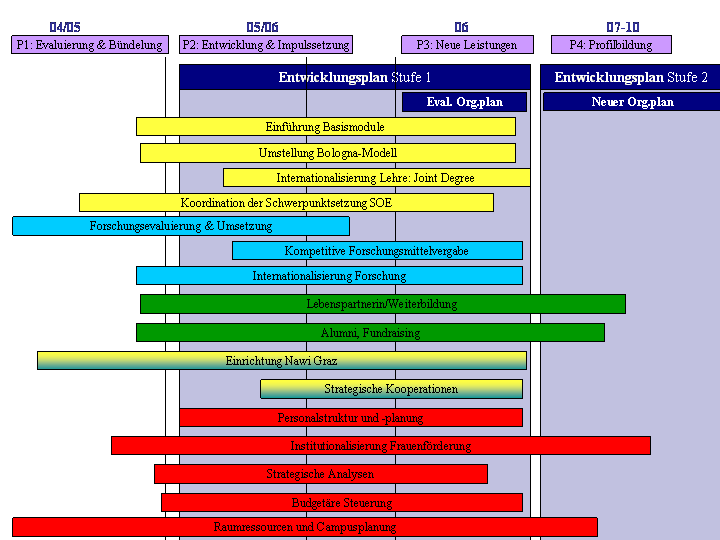 04/05 05/06 06 07-10
P1: Evaluierung & Bündelung P2: Entwicklung & Impulssetzung P3: Neue Leistungen P4: Profilbildung
Entwicklungsplan Stufe 1 Entwicklungsplan Stufe 2
Eval. Org.plan Neuer Org.plan
Einführung Basismodule
Umstellung Bologna-Modell
Internationalisierung Lehre: Joint Degree
Koordination der Schwerpunktsetzung SOE
Forschungsevaluierung & Umsetzung
Kompetitive Forschungsmittelvergabe
Internationalisierung Forschung
Lebenspartnerin/Weiterbildung
Alumni, Fundraising
Einrichtung Nawi Graz
Strategische Kooperationen
Personalstruktur und -planung
Institutionalisierung Frauenförderung
Strategische Analysen
Budgetäre Steuerung
Raumressourcen und Campusplanung